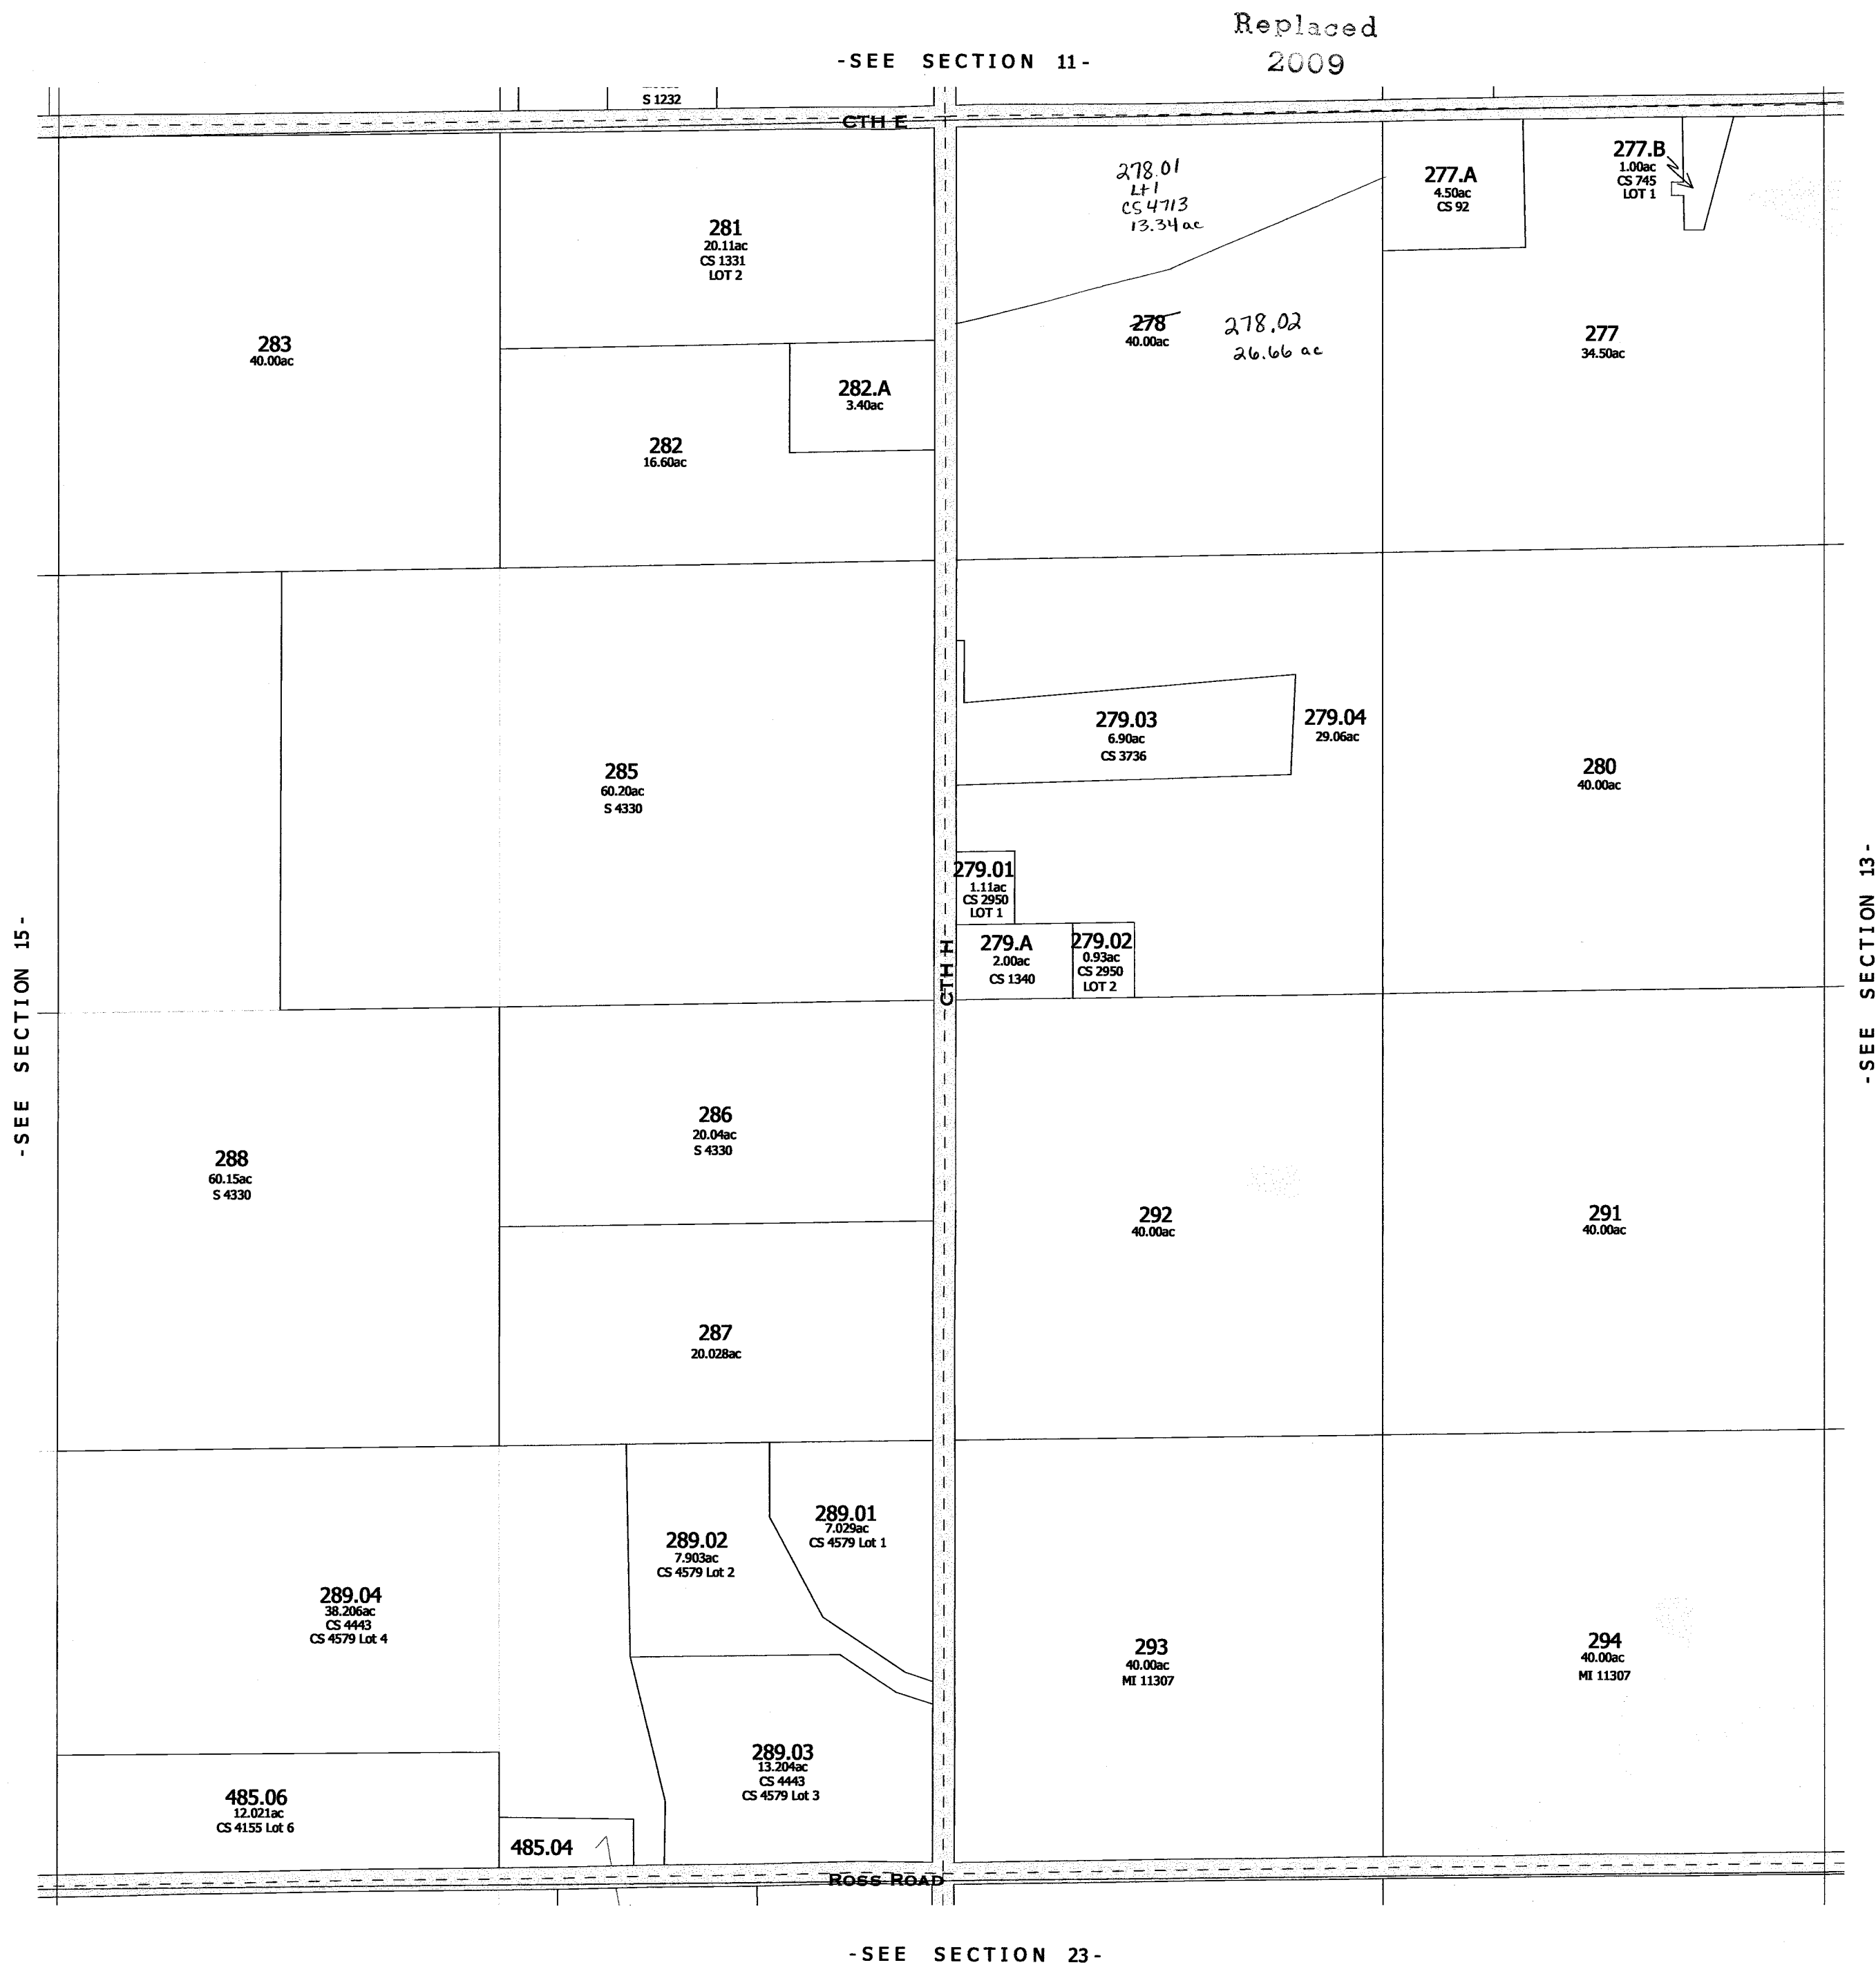 Replaced
2009
-SEE SECTION 11-
S 1232
CTH E
278.01
Lt 1
CS 4713
13.34 ac
277.A
4.50ac
CS 92
277.B
1.00ac
CS 745
LOT 1
281
20.11ac
CS 1331
LOT 2
283
40.00ac
278
40.00ac
278.02
26.66 ac
277
34.50ac
282.A
3.40ac
282
16.60ac
279.03
6.90ac
CS 3736
279.04
29.06ac
285
60.20ac
S 4330
280
40.00ac
279.01
1.11ac
CS 2950
LOT 1
279.A
2.00ac
CS 1340
279.02
0.93ac
CS 2950
LOT 2
CTH H
-SEE SECTION 15-
-SEE SECTION 13-
286
20.04ac
S 4330
288
60.15ac
S 4330
292
40.00ac
291
40.00ac
287
20.028ac
289.01
7.029ac
CS 4579 Lot 1
289.02
7.903ac
CS 4579 Lot 2
289.04
38.206ac
CS 4443
CS 4579 Lot 4
293
40.00ac
MI 11307
294
40.00ac
MI 11307
289.03
13.204ac
CS 4443
CS 4579 Lot 3
485.06
12.021ac
CS 4155 Lot 6
485.04
ROSS ROAD
-SEE SECTION 23-